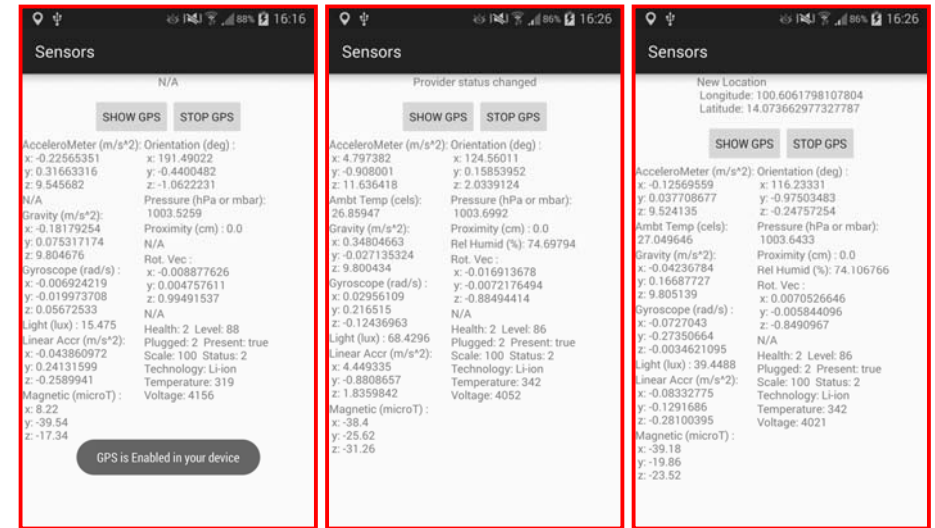 88% 16:16
Sensors
N/A
SHOW GPS STOP GPS
AcceleroMeter (m/s^2):
x: -0.22565351
y: 0.31663316
z: 9.545682
N/A
Gravity (m/s^2):
x: -0.18179254
y: 0.075317174
z: 9.804676
Gyroscope (rad/s) :
x: -0.006924219
y: -0.019973708
z: 0.05672533
Light (lux) : 15.475
Linear Accr (m/s^2):
x: -0.043860972
y: 0.24131599
z: -0.2589941
Magnetic (microT) :
x: 8.22
y: -39.54
z: -17.34
Orientation (deg) :
x: 191.49022
y: -0.4400482
z: -1.0622231
Pressure (hPa or mbar):
1003.5259
Proximity (cm) : 0.0
N/A
Rot. Vec :
x: -0.008877626
y: 0.004757611
z: 0.99491537
N/A
Health: 2 Level: 88
Plugged: 2 Present: true
Scale: 100 Status: 2
Technology: Li-ion
Temperature: 319
Voltage: 4156
GPS is Enabled in your device
86% 16:26
Sensors
Provider status changed
SHOW GPS STOP GPS
AcceleroMeter (m/s^2):
x: 4.797382
y: -0.908001
z: 11.636418
Ambt Temp (cels):
26.85947
Gravity (m/s^2):
x: 0.34804663
y: -0.027135324
z: 9.800434
Gyroscope (rad/s) :
x: 0.02956109
y: 0.216515
z: -0.12436963
Light (lux) : 68.4296
Linear Accr (m/s^2):
x: 4.449335
y: -0.8808657
z: 1.8359842
Magnetic (microT) :
x: -38.4
y: -25.62
z: -31.26
Orientation (deg) :
x: 124.56011
y: 0.15853952
z: 2.0339124
Pressure (hPa or mbar):
1003.6992
Proximity (cm) : 0.0
Rel Humid (%): 74.69794
Rot. Vec :
x: -0.016913678
y: -0.0072176494
z: -0.88494414
N/A
Health: 2 Level: 86
Plugged: 2 Present: true
Scale: 100 Status: 2
Technology: Li-ion
Temperature: 342
Voltage: 4052
86% 16:26
Sensors
New Location
Longitude: 100.6061798107804
Latitude: 14.073662977327787
SHOW GPS STOP GPS
AcceleroMeter (m/s^2):
x: -0.12569559
y: 0.037708677
z: 9.524135
Ambt Temp (cels):
27.049646
Gravity (m/s^2):
x: -0.04236784
y: 0.16687727
z: 9.805139
Gyroscope (rad/s) :
x: -0.0727043
y: -0.27350664
z: -0.0034621095
Light (lux) : 39.4488
Linear Accr (m/s^2):
x: -0.08332775
y: -0.1291686
z: -0.28100395
Magnetic (microT) :
x: -39.18
y: -19.86
z: -23.52
Orientation (deg) :
x: 116.23331
y: -0.97503483
z: -0.24757254
Pressure (hPa or mbar):
1003.6433
Proximity (cm) : 0.0
Rel Humid (%): 74.106766
Rot. Vec :
x: 0.0070526646
y: -0.005844096
z: -0.8490967
N/A
Health: 2 Level: 86
Plugged: 2 Present: true
Scale: 100 Status: 2
Technology: Li-ion
Temperature: 342
Voltage: 4021